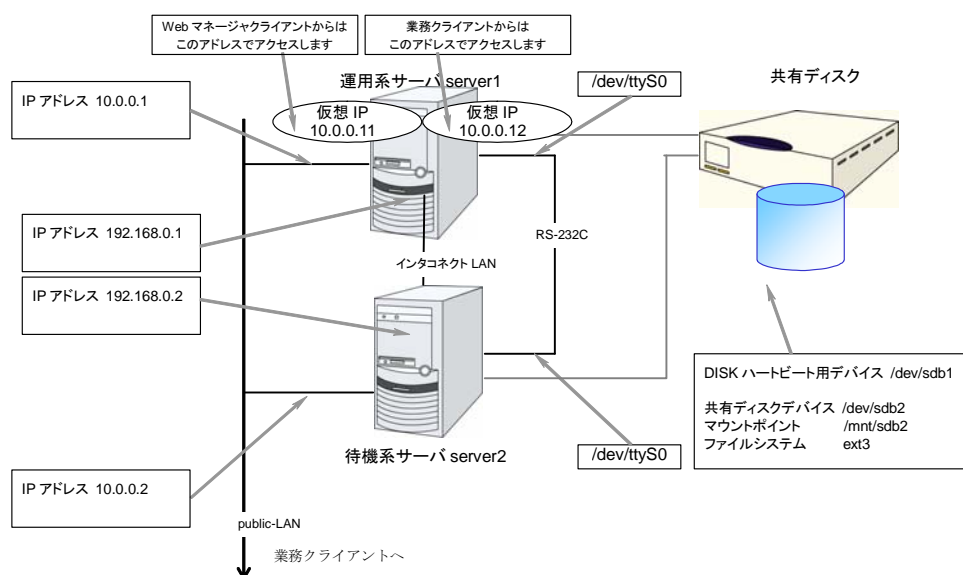 Web マネージャクライアントからは
このアドレスでアクセスします
業務クライアントからは
このアドレスでアクセスします
運用系サーバ server1
/dev/ttyS0
共有ディスク
IP アドレス 10.0.0.1
仮想 IP
10.0.0.11
仮想 IP
10.0.0.12
IP アドレス 192.168.0.1
RS-232C
インタコネクト LAN
IP アドレス 192.168.0.2
DISK ハートビート用デバイス /dev/sdb1
共有ディスクデバイス /dev/sdb2
マウントポイント /mnt/sdb2
ファイルシステム ext3
待機系サーバ server2
/dev/ttyS0
IP アドレス 10.0.0.2
public-LAN
業務クライアントへ